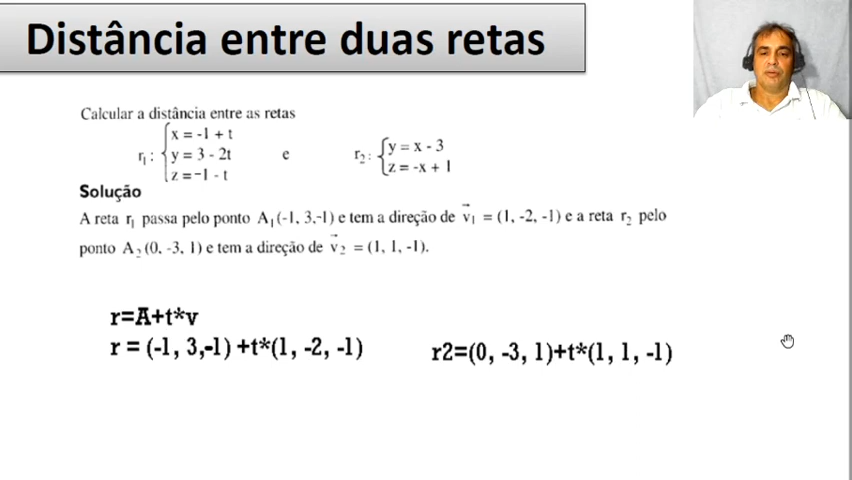 Distância entre duas retas
Calcular a distância entre as retas
r₁ : { x = -1 + t
y = 3 - 2t
z = -1 - t
e
r₂ : { y = x - 3
z = -x + 1
Solução
A reta r₁ passa pelo ponto A₁(-1, 3,-1) e tem a direção de v⃗₁ = (1, -2, -1) e a reta r₂ pelo
ponto A₂ (0, -3, 1) e tem a direção de v⃗₂ = (1, 1, -1).
r=A+t*v
r = (-1, 3,-1) +t*(1, -2, -1)
r2=(0, -3, 1)+t*(1, 1, -1)